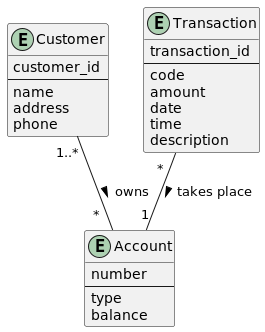 E Customer
customer_id
name
address
phone
E Transaction
transaction_id
code
amount
date
time
description
1..*
*
owns
*
1
takes place
E Account
number
type
balance